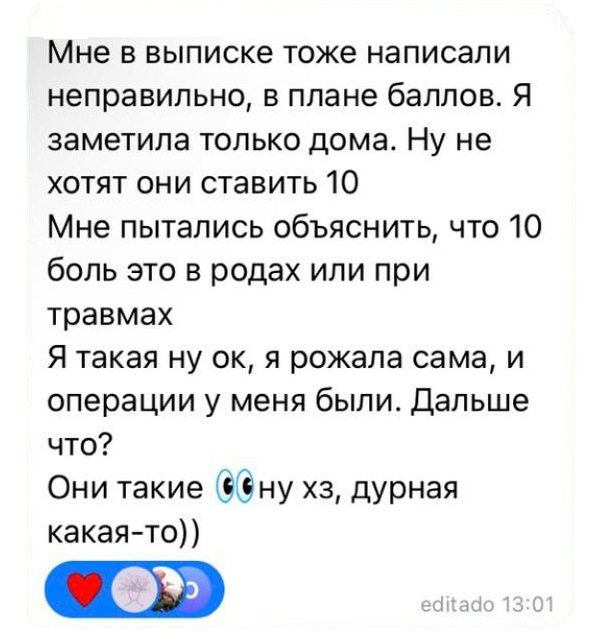 Мне в выписке тоже написали
неправильно, в плане баллов. Я
заметила только дома. Ну не
хотят они ставить 10
Мне пытались объяснить, что 10
боль это в родах или при
травмах
Я такая ну ок, я рожала сама, и
операции у меня были. Дальше
что?
Они такие 👀ну хз, дурная
какая-то))
editado 13:01